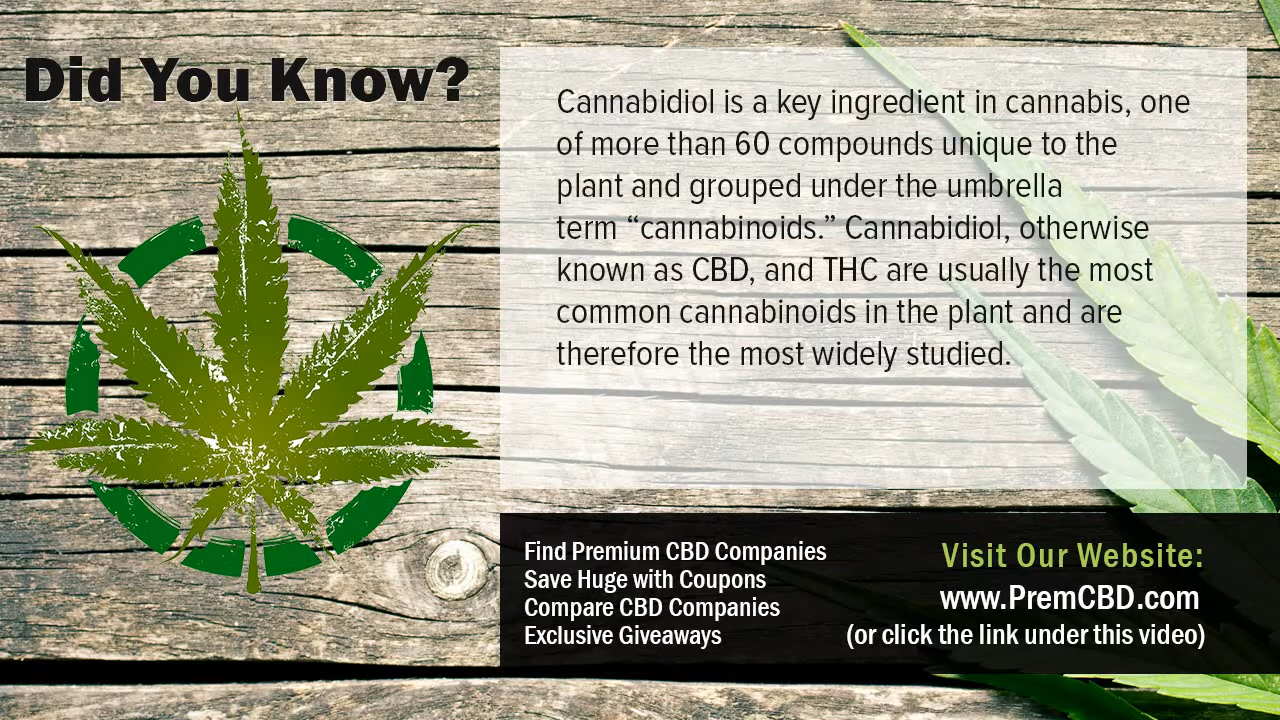 Did You Know?
Cannabidiol is a key ingredient in cannabis, one
of more than 60 compounds unique to the
plant and grouped under the umbrella
term “cannabinoids.” Cannabidiol, otherwise
known as CBD, and THC are usually the most
common cannabinoids in the plant and are
therefore the most widely studied.
Find Premium CBD Companies
Save Huge with Coupons
Compare CBD Companies
Exclusive Giveaways
Visit Our Website:
www.PremCBD.com
(or click the link under this video)